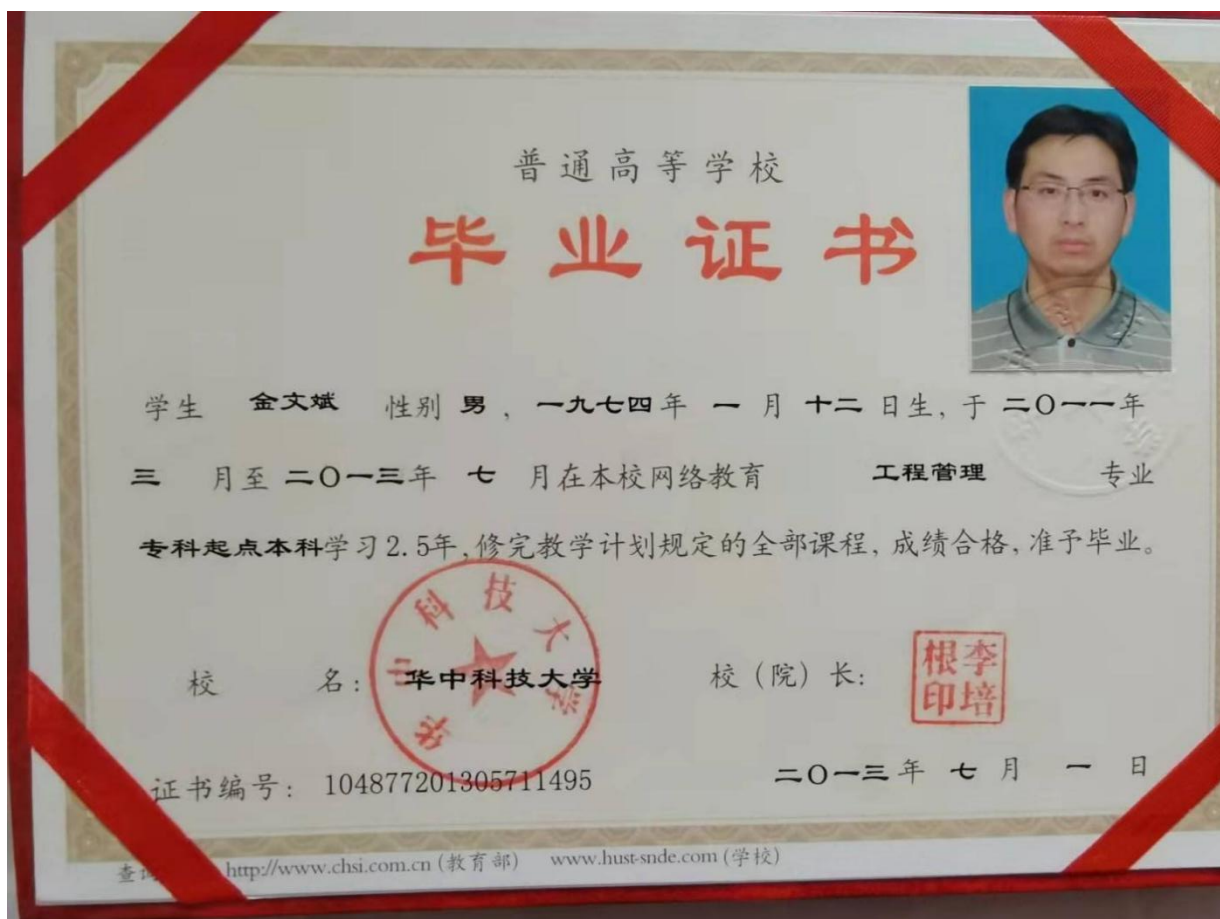 普通高等学校
毕业证书
学生 金文斌 性别 男，一九七四年 一 月 十二 日生，于 二〇一一年
三 月至 二〇一三年 七 月在本校网络教育 工程管理 专业
专科起点本科学习2.5年，修完教学计划规定的全部课程，成绩合格，准予毕业。
华中科技大学
校 名：华中科技大学 校（院）长：
李培根印
证书编号：104877201305711495 二〇一三年 七 月 一 日
http://www.chsi.com.cn (教育部) www.hust-snde.com (学校)